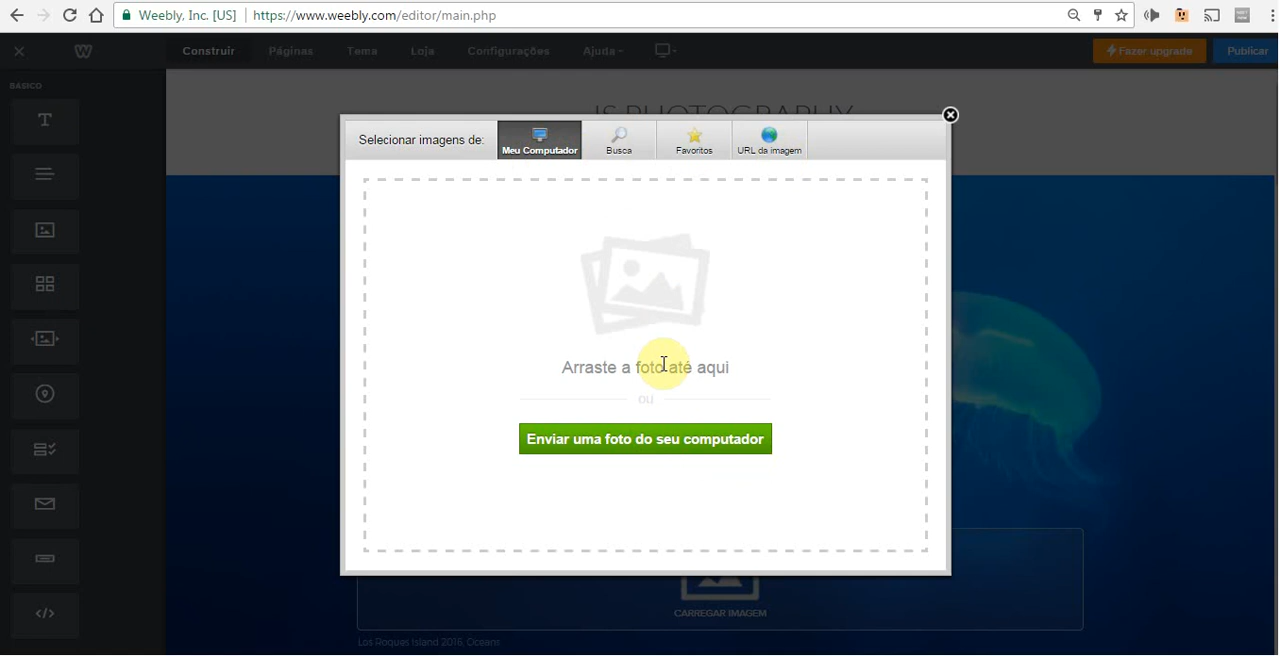 Weebly, Inc. [US] https://www.weebly.com/editor/main.php
Construir Páginas Tema Loja Configurações Ajuda Fazer upgrade Publicar
BÁSICO
JS PHOTOGRAPHY
Selecionar imagens de: Meu Computador Busca Favoritos URL da imagem
Arraste a foto até aqui
ou
Enviar uma foto do seu computador
CARREGAR IMAGEM
Los Roques Island 2016, Oceans